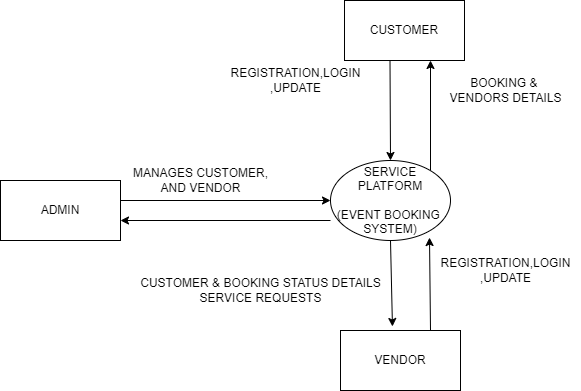 CUSTOMER
REGISTRATION,LOGIN
,UPDATE
BOOKING &
VENDORS DETAILS
MANAGES CUSTOMER,
AND VENDOR
SERVICE
PLATFORM
(EVENT BOOKING
SYSTEM)
ADMIN
CUSTOMER & BOOKING STATUS DETAILS
SERVICE REQUESTS
REGISTRATION,LOGIN
,UPDATE
VENDOR